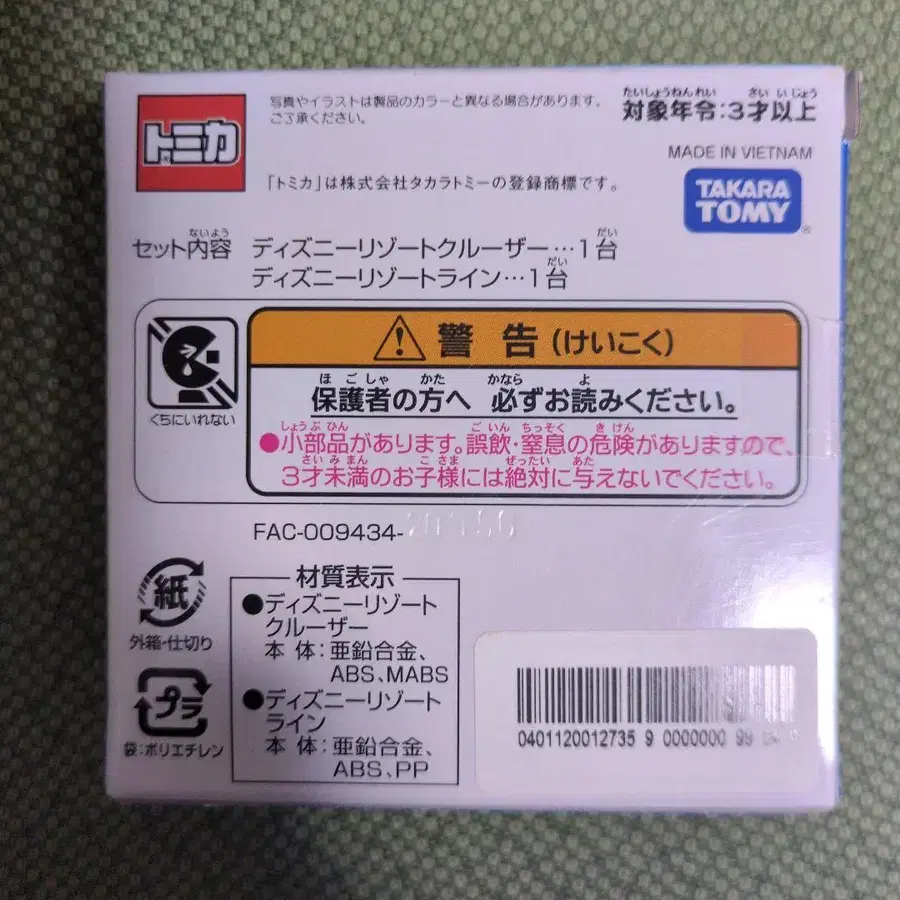 トミカ®
写真やイラストは製品のカラーと異なる場合があります。
ご了承ください。
たいしょうねんれい さい いじょう
対象年令:3才以上
MADE IN VIETNAM
「トミカ」は株式会社タカラトミーの登録商標です。
TAKARA
TOMY®
ないよう だい
セット内容 ディズニーリゾートクルーザー…1台
だい
ディズニーリゾートライン…1台
くちにいれない
警告(けいこく)
ほごしゃ かた かなら よ
保護者の方へ 必ずお読みください。
しょうぶひん ごいん ちっそく きけん
●小部品があります。誤飲・窒息の危険がありますので、
さいみまん こさま ぜったい あた
3才未満のお子様には絶対に与えないでください。
FAC-009434-
紙
外箱・仕切り
プラ
袋:ポリエチレン
材質表示
●ディズニーリゾート
クルーザー
本体:亜鉛合金、
ABS、MABS
●ディズニーリゾート
ライン
本体:亜鉛合金、
ABS、PP
0401120012735 9 0000000 99